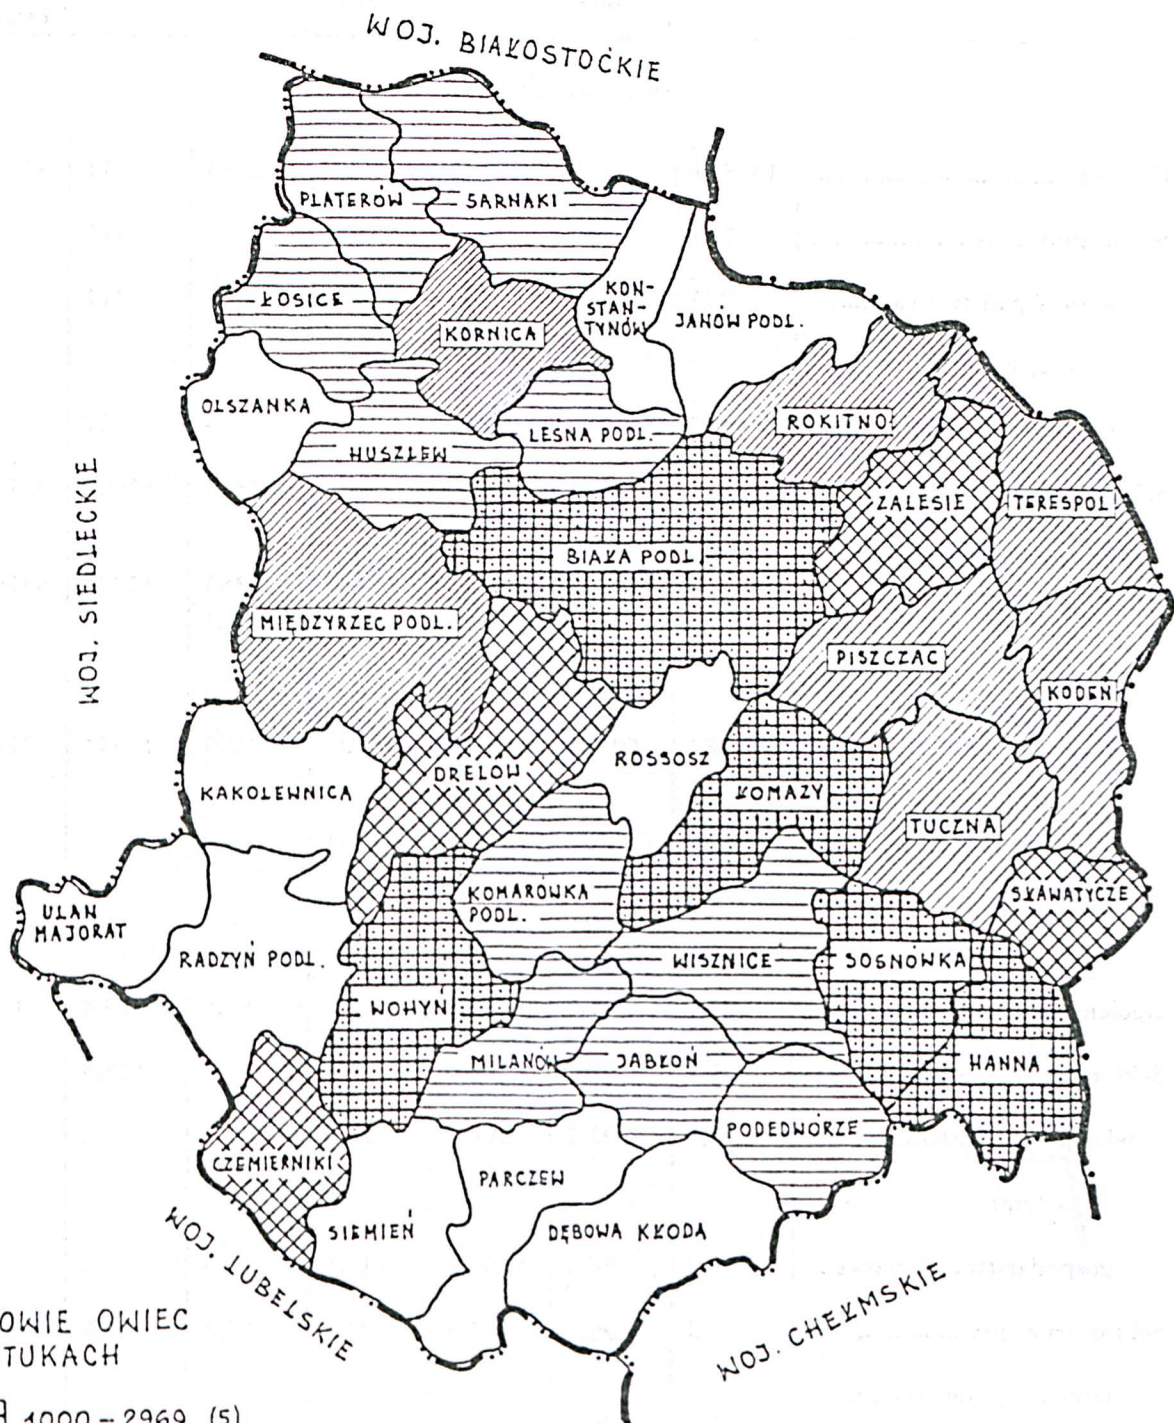 WOJ. BIAŁOSTOCKIE
PLATERÓW
SARNAKI
ŁOSICE
KORNICA
KON-
STAN-
TYNÓW
JANÓW PODL.
OLSZANKA
HUSZLEW
LEŚNA PODL.
ROKITNO
ZALESIE
TERESPOL
BIAŁA PODL.
WOJ. SIEDLECKIE
MIĘDZYRZEC PODL.
PISZCZAC
KODEŃ
ROSSOSZ
DRELOW
KAKOLEWNICA
ŁOMAZY
TUCZNA
KOMARÓWKA
PODL.
SŁAWATYCZE
ULAN
MAJORAT
RADZYŃ PODL.
WISZNICE
SOSNÓWKA
WOHYŃ
MILANÓW
JABŁOŃ
HANNA
PODEDWÓRZE
CZEMIERNIKI
PARCZEW
SIEMIEŃ
DĘBOWA KŁODA
WOJ. LUBELSKIE
WOJ. CHEŁMSKIE
OWIE OWIEC
TUKACH
1000-2969 (5)